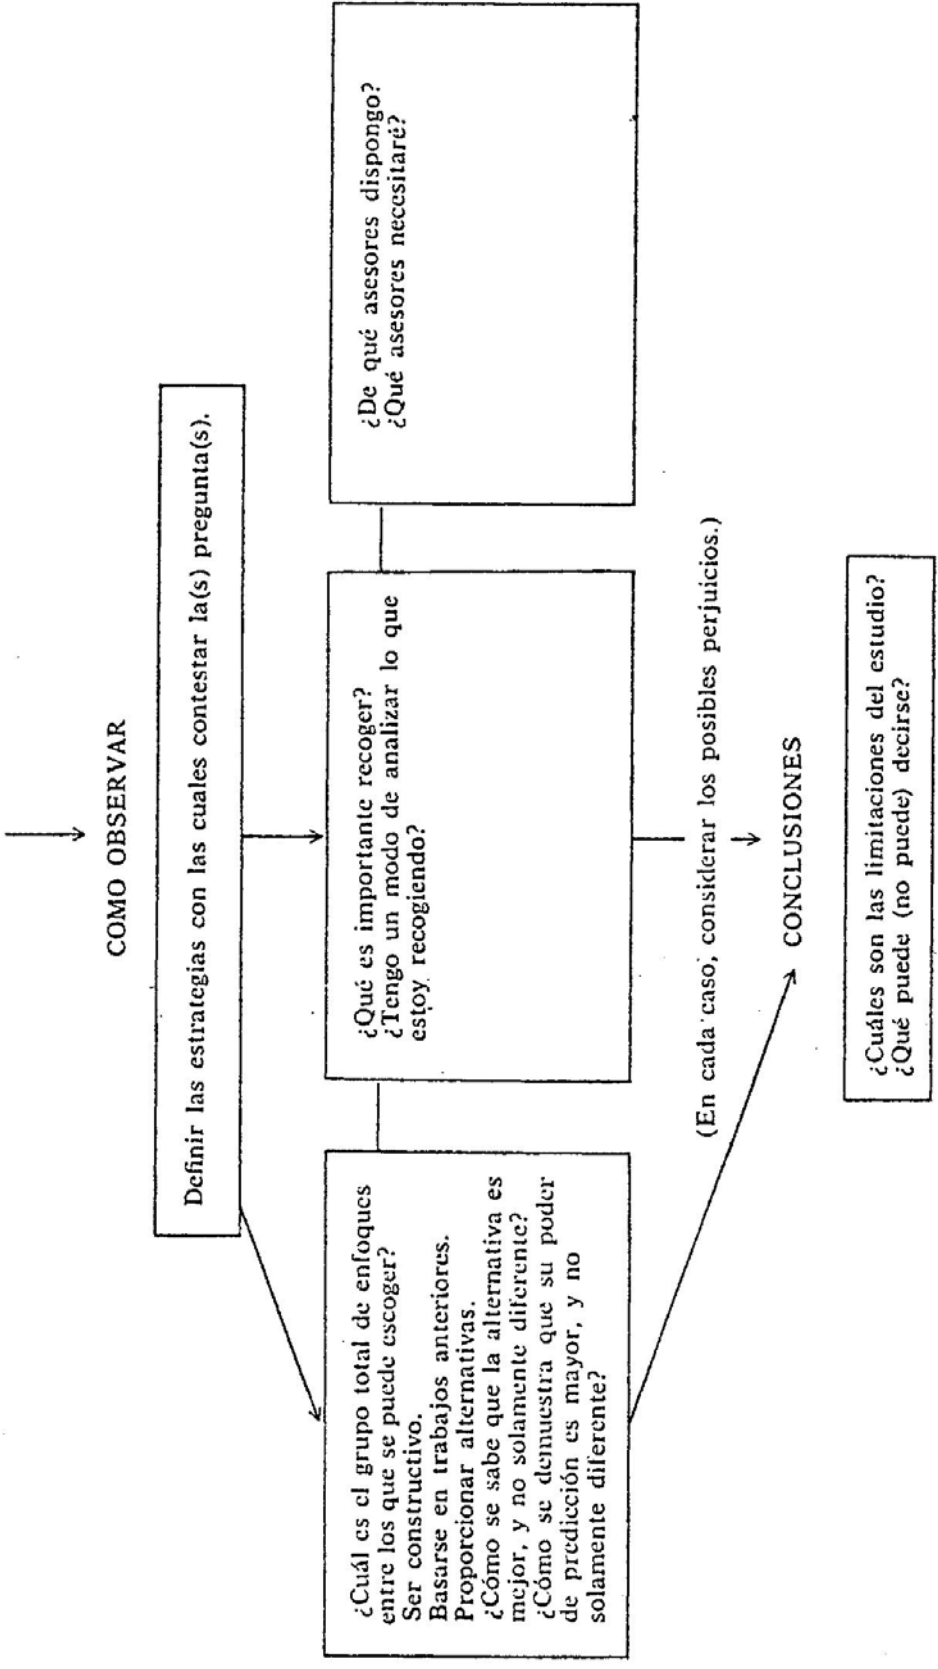 COMO OBSERVAR
Definir las estrategias con las cuales contestar la(s) pregunta(s).
¿Cuál es el grupo total de enfoques
entre los que se puede escoger?
Ser constructivo.
Basarse en trabajos anteriores.
Proporcionar alternativas.
¿Cómo se sabe que la alternativa es
mejor, y no solamente diferente?
¿Cómo se demuestra que su poder
de predicción es mayor, y no
solamente diferente?
¿Qué es importante recoger?
¿Tengo un modo de analizar lo que
estoy recogiendo?
¿De qué asesores dispongo?
¿Qué asesores necesitaré?
(En cada caso, considerar los posibles perjuicios.)
CONCLUSIONES
¿Cuáles son las limitaciones del estudio?
¿Qué puede (no puede) decirse?